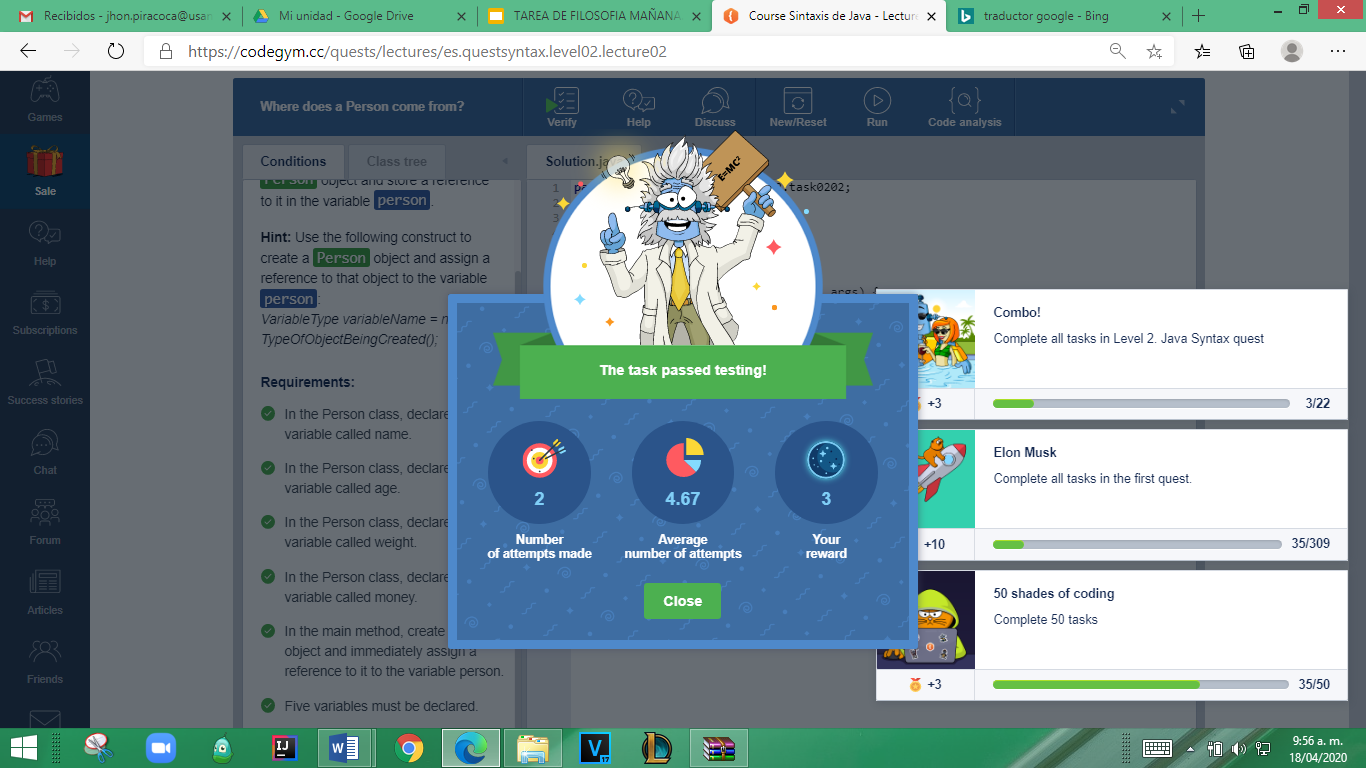 Recibidos - jhon.piracoca@usan
Mi unidad - Google Drive
TAREA DE FILOSOFIA MAÑANA
Course Sintaxis de Java - Lecture
traductor google - Bing
https://codegym.cc/quests/lectures/es.questsyntax.level02.lecture02
Games
Sale
Help
Subscriptions
Success stories
Chat
Forum
Articles
Friends
Where does a Person come from?
Verify
Help
Discuss
New/Reset
Run
Code analysis
Conditions
Class tree
Solution.ja
Person object and store a reference
to it in the variable person.
Hint: Use the following construct to
create a Person object and assign a
reference to that object to the variable
person:
VariableType variableName = n
TypeOfObjectBeingCreated();
Requirements:
In the Person class, declare
variable called name.
In the Person class, declare
variable called age.
In the Person class, declare
variable called weight.
In the Person class, declare
variable called money.
In the main method, create
object and immediately assign a
reference to it to the variable person.
Five variables must be declared.
1
pa
.task0202;
2
3
args) {
E=MC²
The task passed testing!
2
Number
of attempts made
4.67
Average
number of attempts
3
Your
reward
Close
Combo!
Complete all tasks in Level 2. Java Syntax quest
+3
3/22
Elon Musk
Complete all tasks in the first quest.
+10
35/309
50 shades of coding
Complete 50 tasks
+3
35/50
IJ
W
V
17
9:56 a. m.
18/04/2020